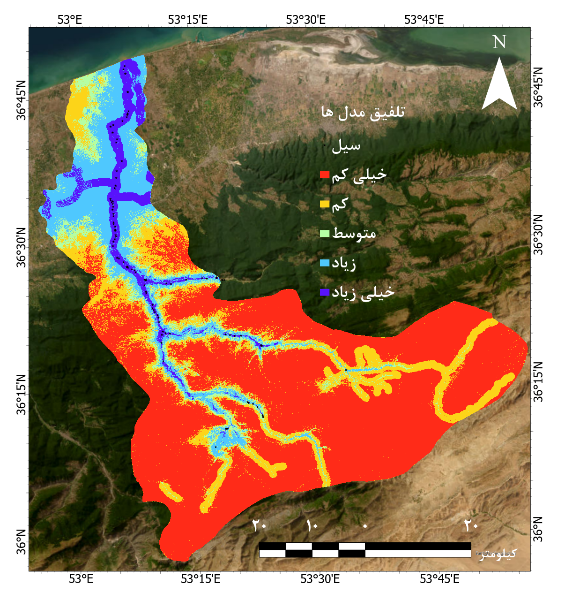 53°E 53°15'E 53°30'E 53°45'E
N
36°45'N 36°45'N
تلفیق مدل ها
سیل
خیلی کم
کم
متوسط
زیاد
خیلی زیاد
36°30'N 36°30'N
36°15'N 36°15'N
36°N 36°N
۲۰ ۱۰ ۰ ۲۰
کیلومتر
53°E 53°15'E 53°30'E 53°45'E